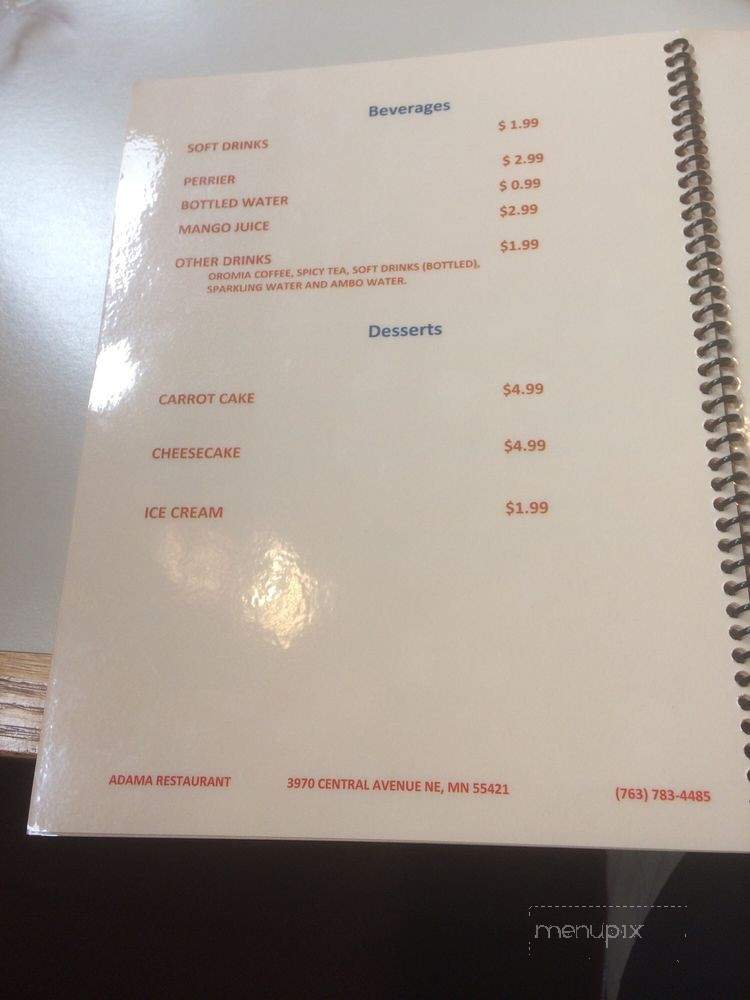 Beverages
SOFT DRINKS $ 1.99
PERRIER $ 2.99
BOTTLED WATER $ 0.99
MANGO JUICE $2.99
OTHER DRINKS $1.99
OROMIA COFFEE, SPICY TEA, SOFT DRINKS (BOTTLED),
SPARKLING WATER AND AMBO WATER.
Desserts
CARROT CAKE $4.99
CHEESECAKE $4.99
ICE CREAM $1.99
ADAMA RESTAURANT 3970 CENTRAL AVENUE NE, MN 55421 (763) 783-4485
menupix